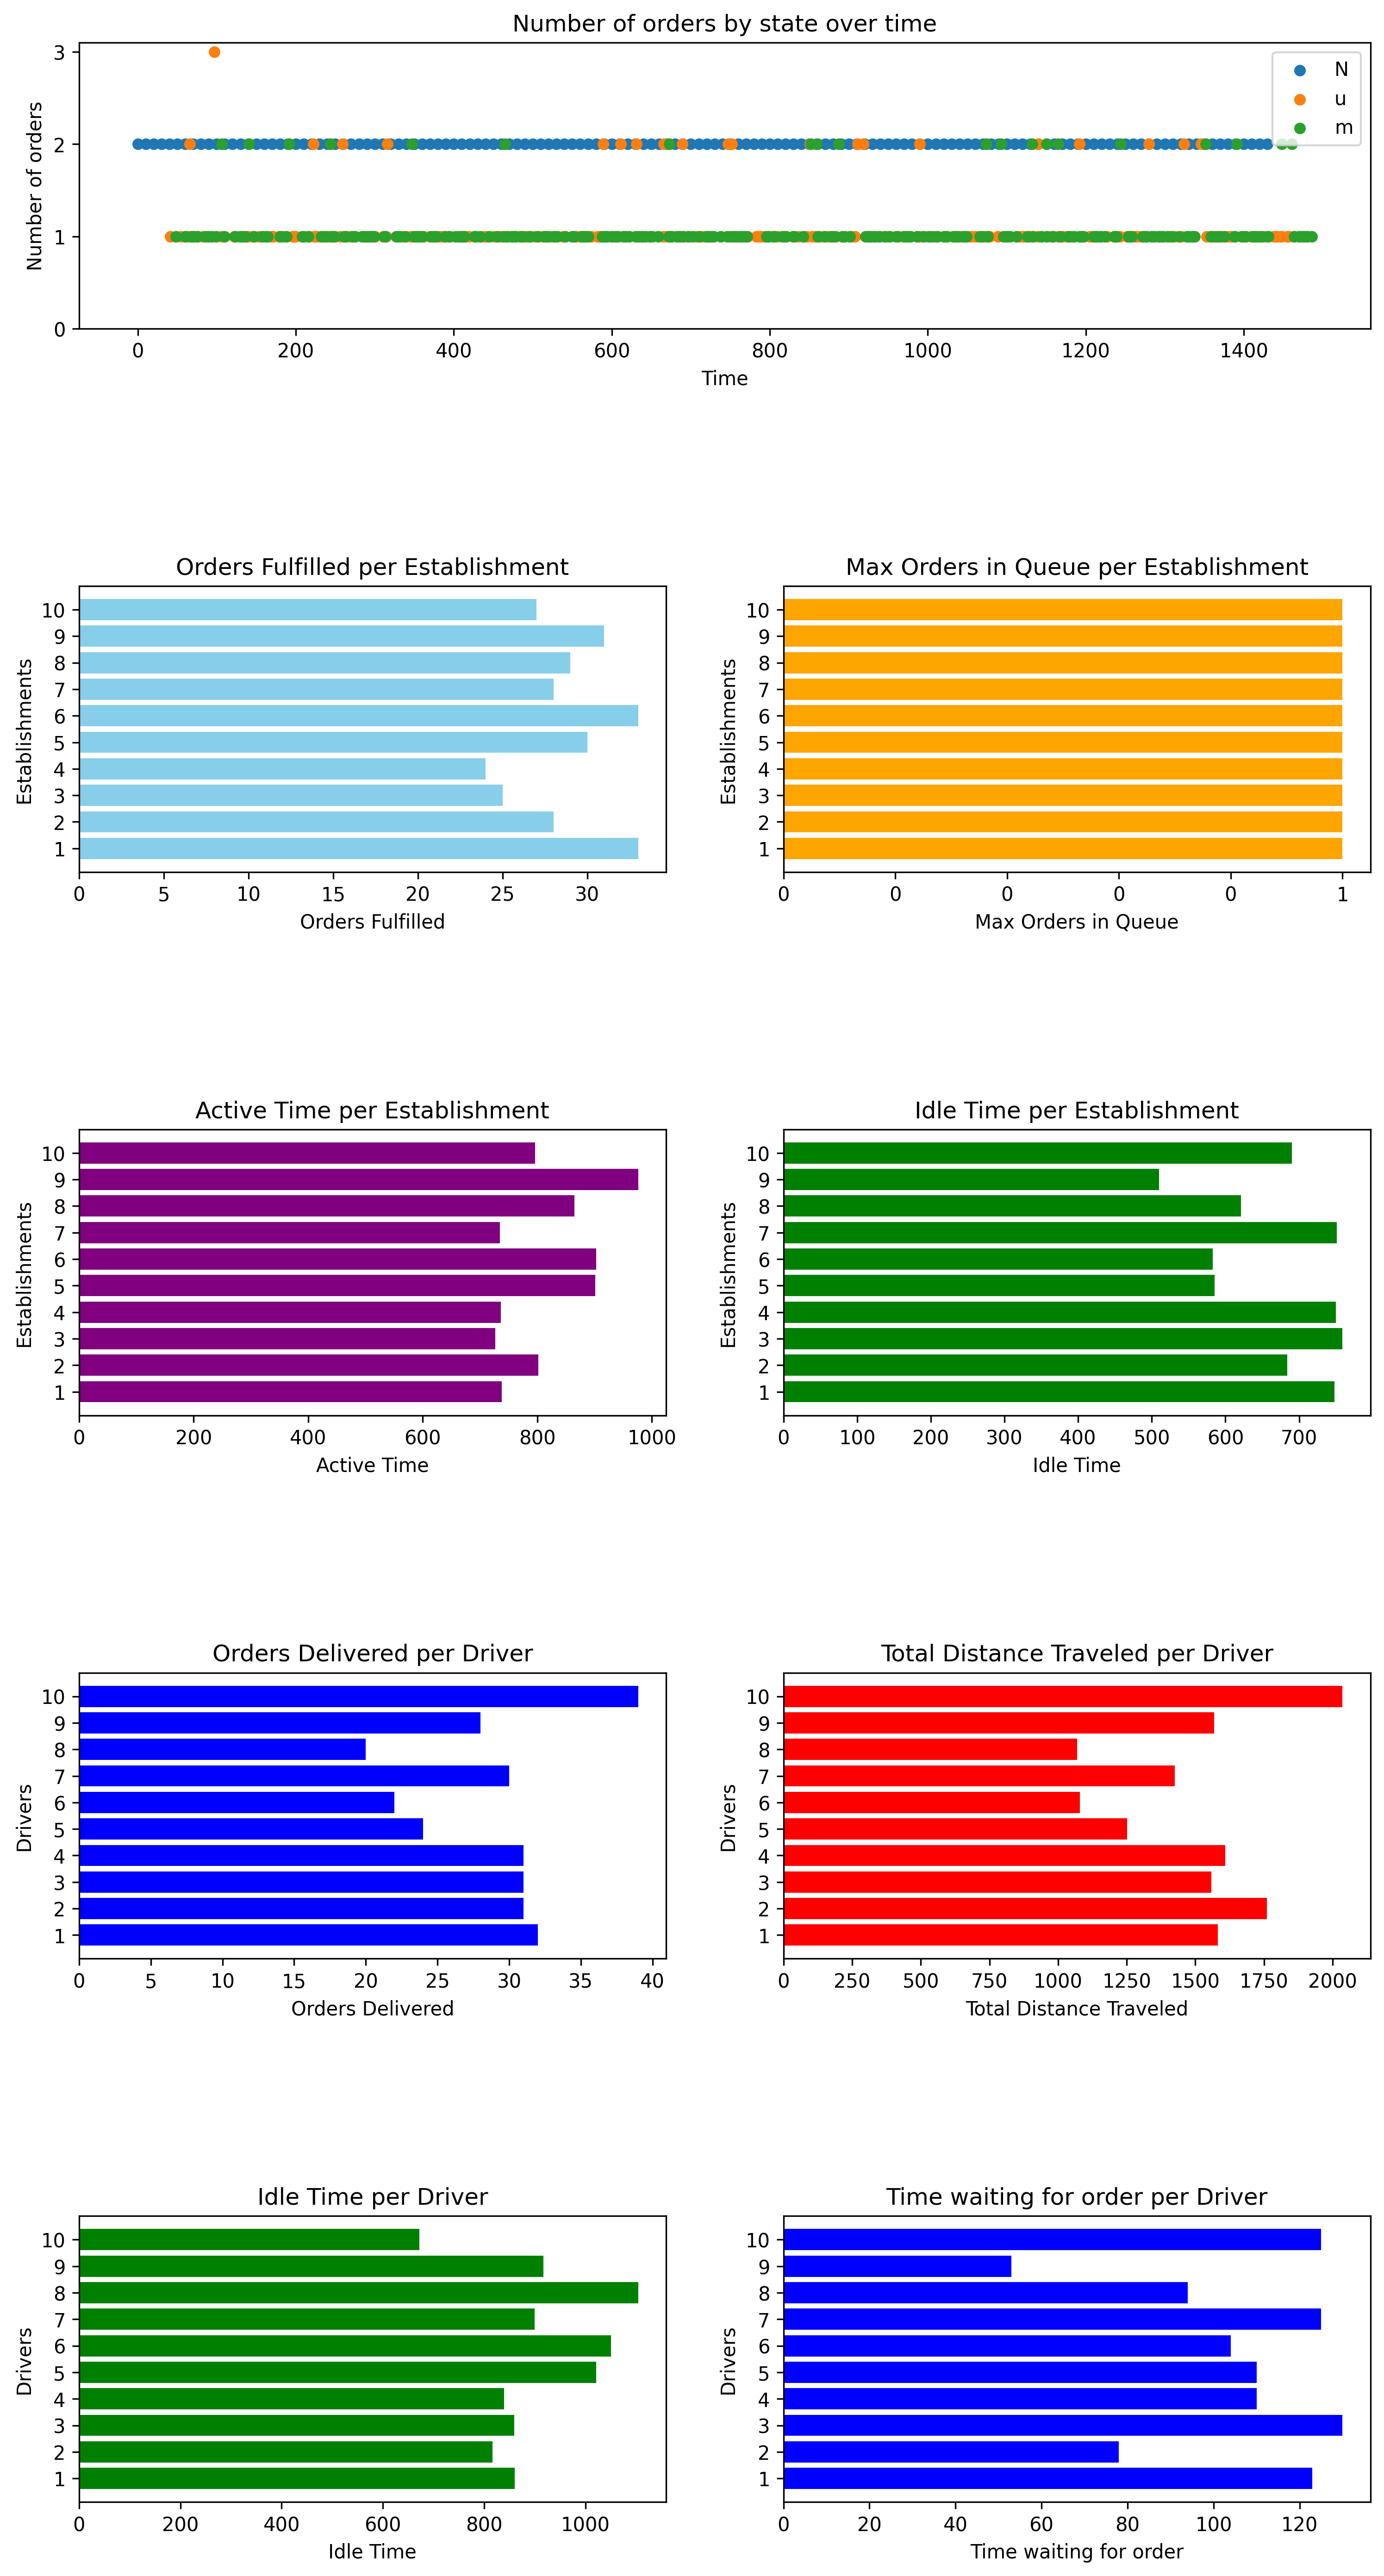 Number of orders by state over time
3
2
1
0
Number of orders
N
u
m
0 200 400 600 800 1000 1200 1400
Time
Orders Fulfilled per Establishment
10
9
8
7
6
5
4
3
2
1
Establishments
0 5 10 15 20 25 30
Orders Fulfilled
Max Orders in Queue per Establishment
10
9
8
7
6
5
4
3
2
1
Establishments
0 0 0 0 0 1
Max Orders in Queue
Active Time per Establishment
10
9
8
7
6
5
4
3
2
1
Establishments
0 200 400 600 800 1000
Active Time
Idle Time per Establishment
10
9
8
7
6
5
4
3
2
1
Establishments
0 100 200 300 400 500 600 700
Idle Time
Orders Delivered per Driver
10
9
8
7
6
5
4
3
2
1
Drivers
0 5 10 15 20 25 30 35 40
Orders Delivered
Total Distance Traveled per Driver
10
9
8
7
6
5
4
3
2
1
Drivers
0 250 500 750 1000 1250 1500 1750 2000
Total Distance Traveled
Idle Time per Driver
10
9
8
7
6
5
4
3
2
1
Drivers
0 200 400 600 800 1000
Idle Time
Time waiting for order per Driver
10
9
8
7
6
5
4
3
2
1
Drivers
0 20 40 60 80 100 120
Time waiting for order